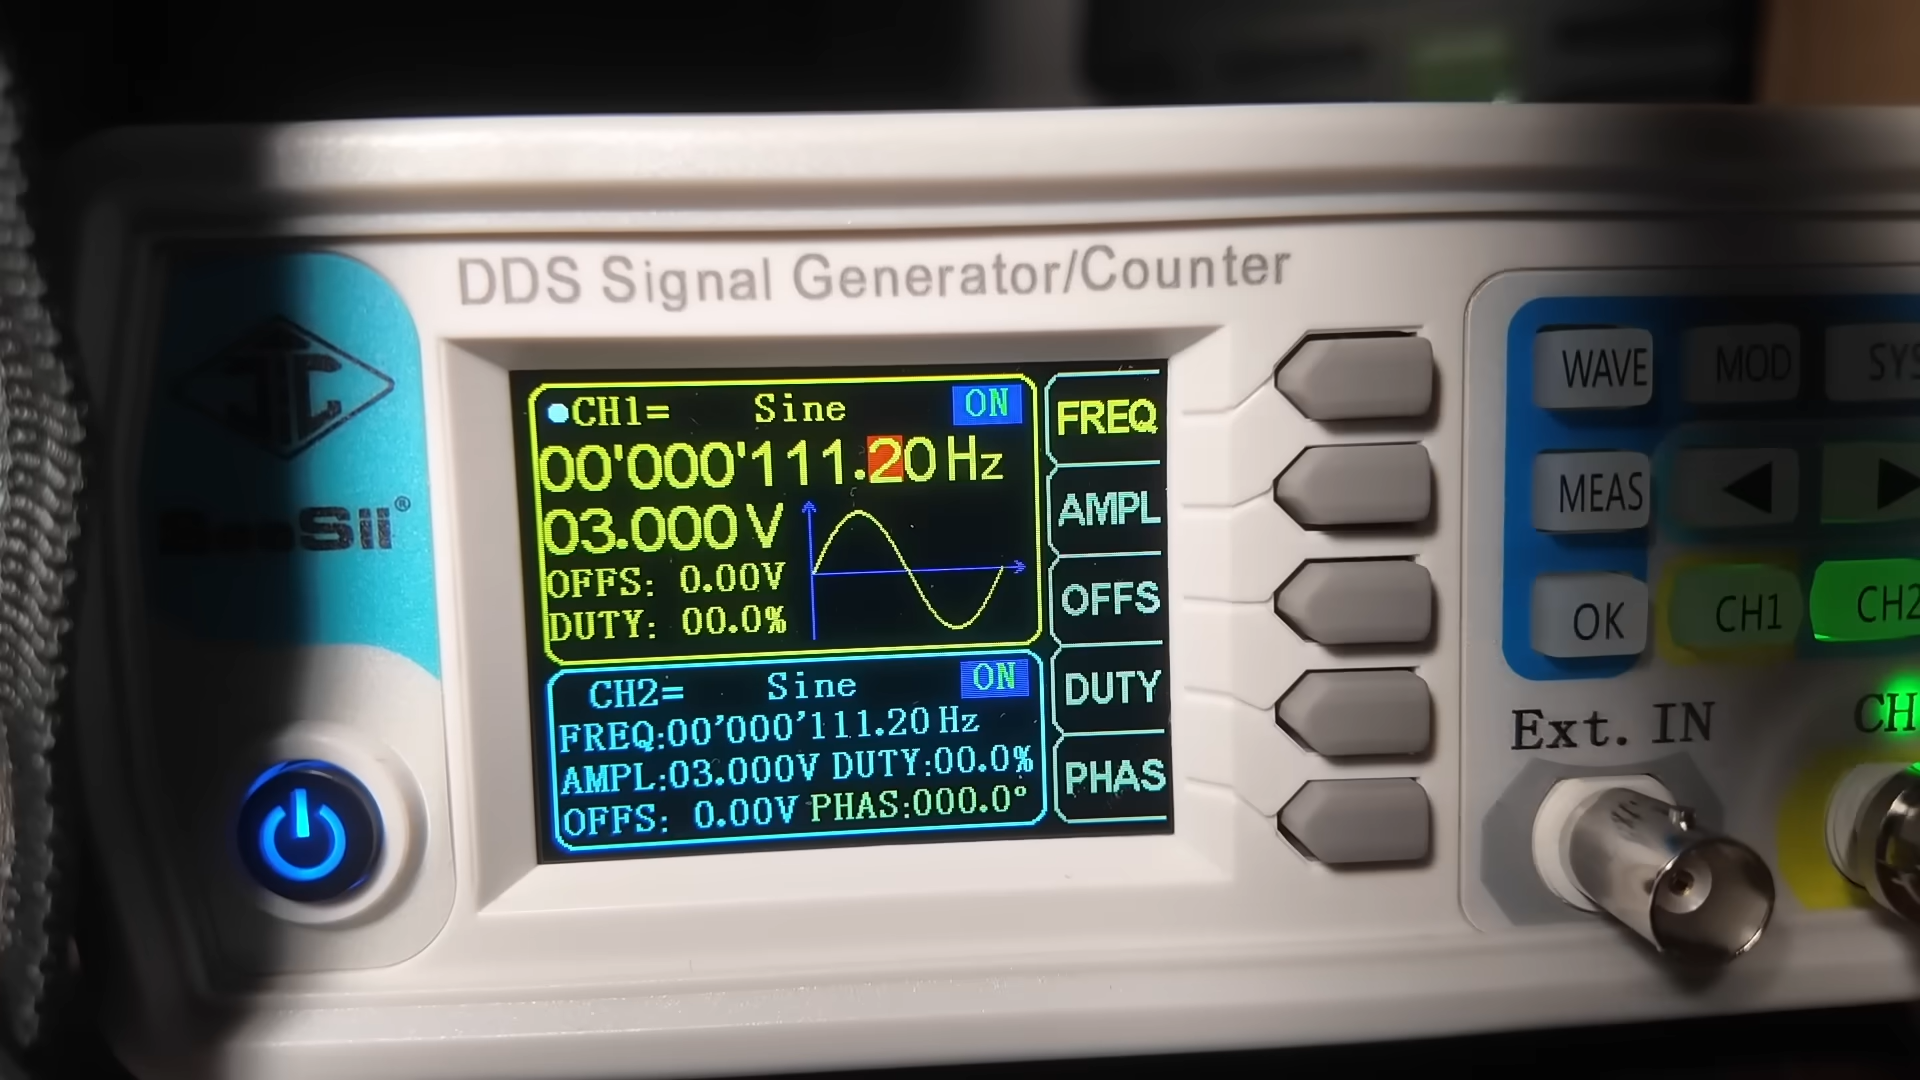 DDS Signal Generator/Counter
CH1= Sine ON
00'000'111.20 Hz
03.000 V
OFFS: 0.00V
DUTY: 00.0%
CH2= Sine ON
FREQ:00'000'111.20 Hz
AMPL:03.000V DUTY:00.0%
OFFS: 0.00V PHAS:000.0°
FREQ
AMPL
OFFS
DUTY
PHAS
WAVE MOD SYS
MEAS
OK CH1 CH2
Ext. IN CH